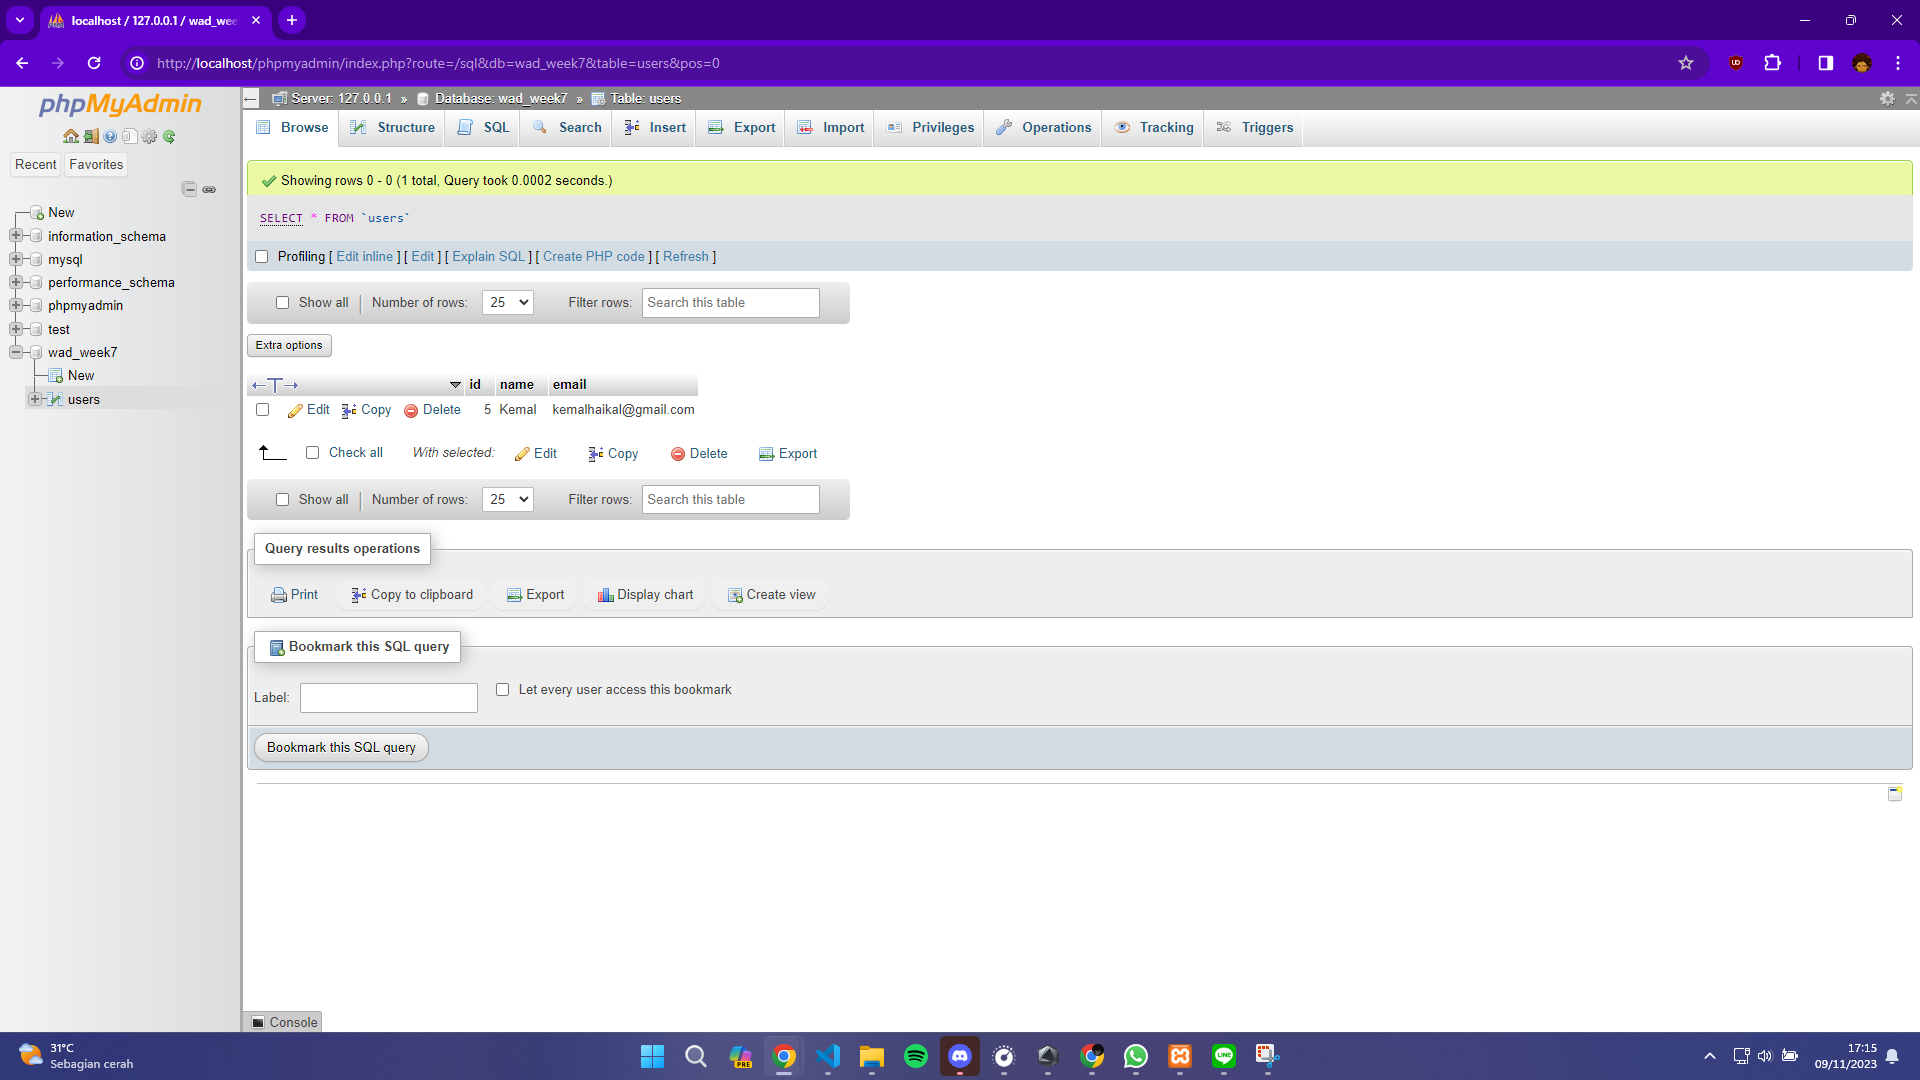 localhost / 127.0.0.1 / wad_wee
http://localhost/phpmyadmin/index.php?route=/sql&db=wad_week7&table=users&pos=0
phpMyAdmin
Recent
Favorites
New
information_schema
mysql
performance_schema
phpmyadmin
test
wad_week7
New
users
Server: 127.0.0.1 » Database: wad_week7 » Table: users
Browse Structure SQL Search Insert Export Import Privileges Operations Tracking Triggers
Showing rows 0 - 0 (1 total, Query took 0.0002 seconds.)
SELECT * FROM `users`
Profiling [ Edit inline ] [ Edit ] [ Explain SQL ] [ Create PHP code ] [ Refresh ]
Show all | Number of rows: 25 Filter rows: Search this table
Extra options
←T→ id name email
Edit Copy Delete 5 Kemal kemalhaikal@gmail.com
Check all With selected: Edit Copy Delete Export
Show all | Number of rows: 25 Filter rows: Search this table
Query results operations
Print Copy to clipboard Export Display chart Create view
Bookmark this SQL query
Label: Let every user access this bookmark
Bookmark this SQL query
Console
31°C
Sebagian cerah
PRE
LINE
17:15
09/11/2023